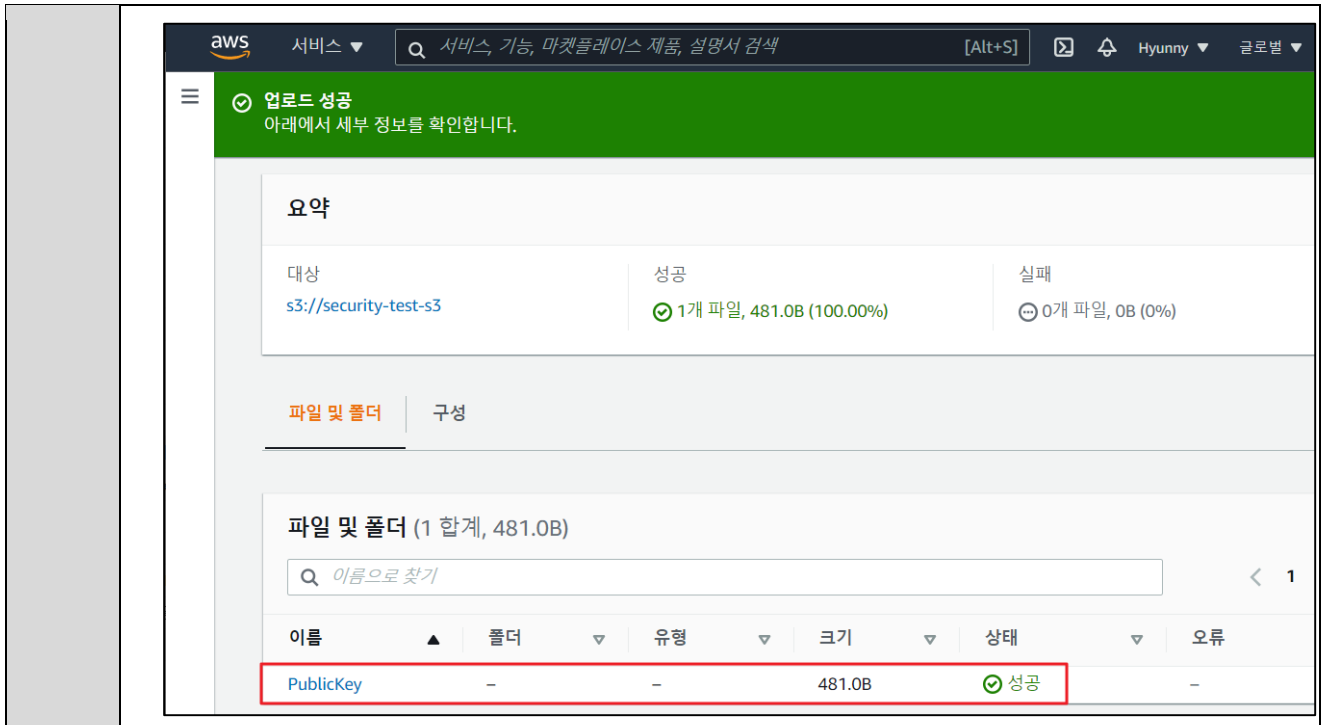 aws 서비스 ▼ 서비스, 기능, 마켓플레이스 제품, 설명서 검색 [Alt+S] Hyunny ▼ 글로벌 ▼
업로드 성공
아래에서 세부 정보를 확인합니다.
요약
대상 성공 실패
s3://security-test-s3 1개 파일, 481.0B (100.00%) 0개 파일, 0B (0%)
파일 및 폴더 구성
파일 및 폴더 (1 합계, 481.0B)
이름으로 찾기 < 1
이름 ▲ 폴더 ▽ 유형 ▽ 크기 ▽ 상태 ▽ 오류
PublicKey – – 481.0B 성공 –